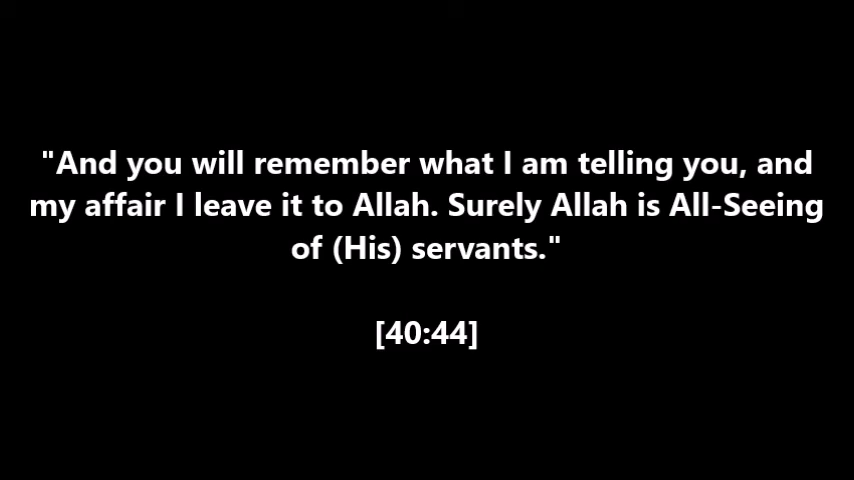 "And you will remember what I am telling you, and
my affair I leave it to Allah. Surely Allah is All-Seeing
of (His) servants."
[40:44]